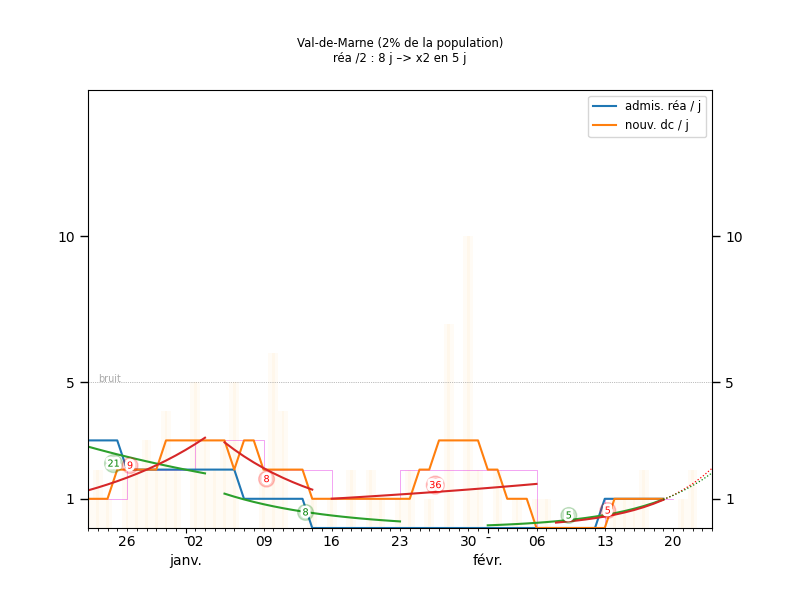 Val-de-Marne (2% de la population)
réa /2 : 8 j –> x2 en 5 j
admis. réa / j
nouv. dc / j
10 10
bruit
5 5
21 9 8 36
8 5 5
1 1
26 02 09 16 23 30 06 13 20
janv. févr.